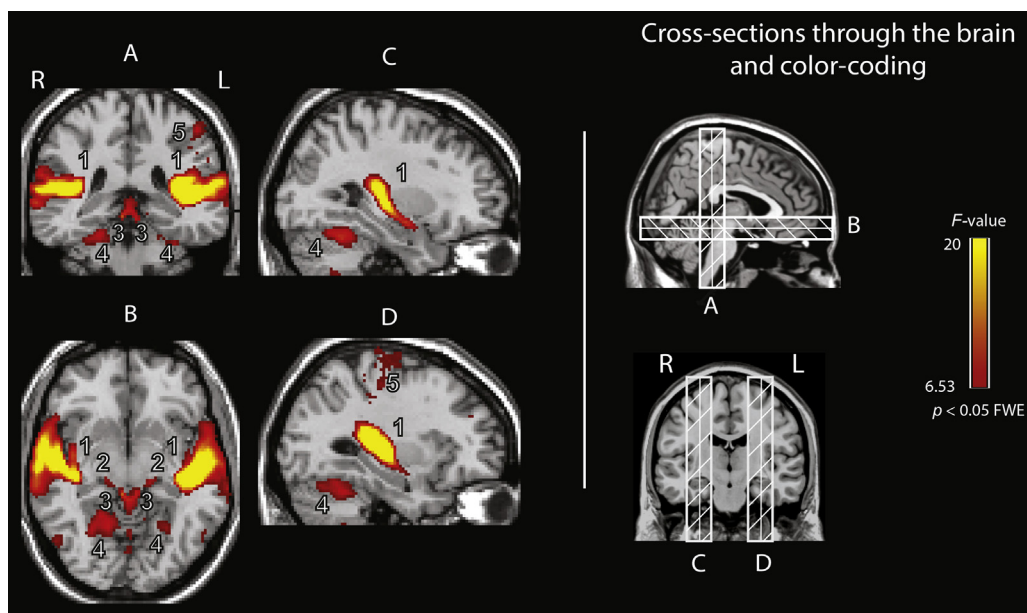 A
R
L
5
1
1
3 3
4
4
C
1
4
B
1
1
2
2
3
3
4
4
D
5
1
4
Cross-sections through the brain
and color-coding
B
A
R
L
C
D
F-value
20
6.53
p < 0.05 FWE